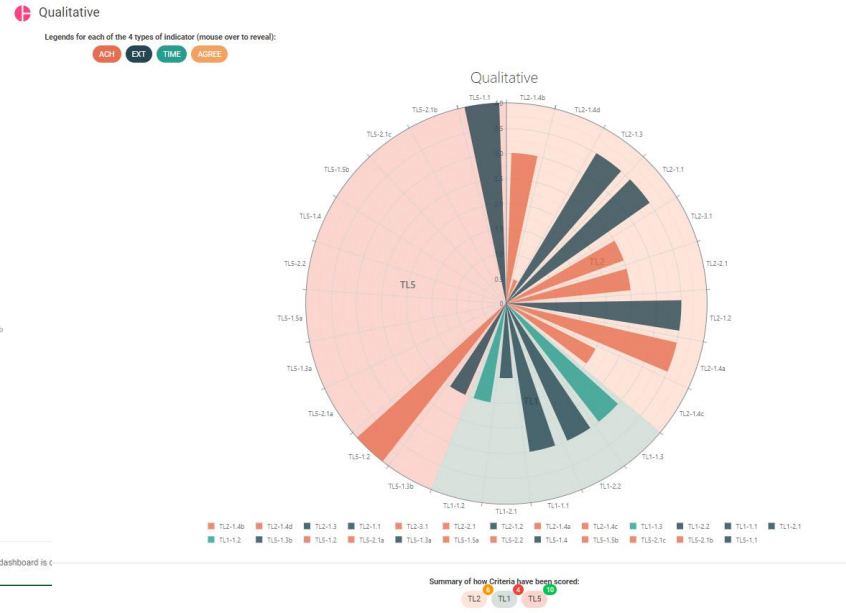 Qualitative
Legends for each of the 4 types of indicator (mouse over to reveal):
ACH EXT TIME AGREE
Qualitative
TL5-1.1 TL2-1.4b
TL5-2.1b TL2-1.4d
TL5-2.1c TL2-1.3
TL5-1.5b TL2-1.1
TL5-1.4 TL2-3.1
TL5-2.2 TL2 TL2-2.1
TL5
0.5
0
TL5-1.5a TL2-1.2
TL5-1.3a TL2-1.4a
TL5-2.1a TL1 TL2-1.4c
TL5-1.2 TL1-1.3
TL5-1.3b TL1-2.2
TL1-1.2 TL1-2.1 TL1-1.1
TL2-1.4b TL2-1.4d TL2-1.3 TL2-1.1 TL2-3.1 TL2-2.1 TL2-1.2 TL2-1.4a TL2-1.4c TL1-1.3 TL1-2.2 TL1-1.1 TL1-2.1
TL1-1.2 TL5-1.3b TL5-1.2 TL5-2.1a TL5-1.3a TL5-1.5a TL5-2.2 TL5-1.4 TL5-1.5b TL5-2.1c TL5-2.1b TL5-1.1
dashboard is
Summary of how Criteria have been scored:
4 10
TL2 TL1 TL5